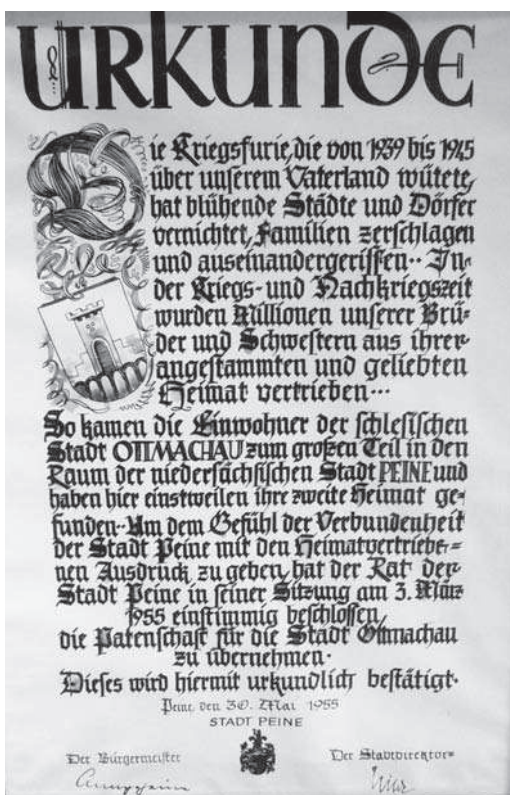 URKUNDE
Die Kriegsfurie, die von 1939 bis 1945
über unserem Vaterland wütete,
hat blühende Städte und Dörfer
vernichtet, Familien zerschlagen
und auseinandergerissen·· In
der Kriegs- und Nachkriegszeit
wurden Millionen unserer Brü-
der und Schwestern aus ihrer
angestammten und geliebten
Heimat vertrieben···
So kamen die Einwohner der schlesischen
Stadt OTTMACHAU zum großen Teil in den
Raum der niedersächsischen Stadt PEINE und
haben hier einstweilen ihre zweite Heimat ge-
funden·· Um dem Gefühl der Verbundenheit
der Stadt Peine mit den Heimatvertriebe-
nen Ausdruck zu geben, hat der Rat der
Stadt Peine in seiner Sitzung am 3. März
1955 einstimmig beschlossen,
die Patenschaft für die Stadt Ottmachau
zu übernehmen·
Dieses wird hiermit urkundlich bestätigt·
Peine, den 30. Mai 1955
STADT PEINE
Der Bürgermeister Der Stadtdirektor